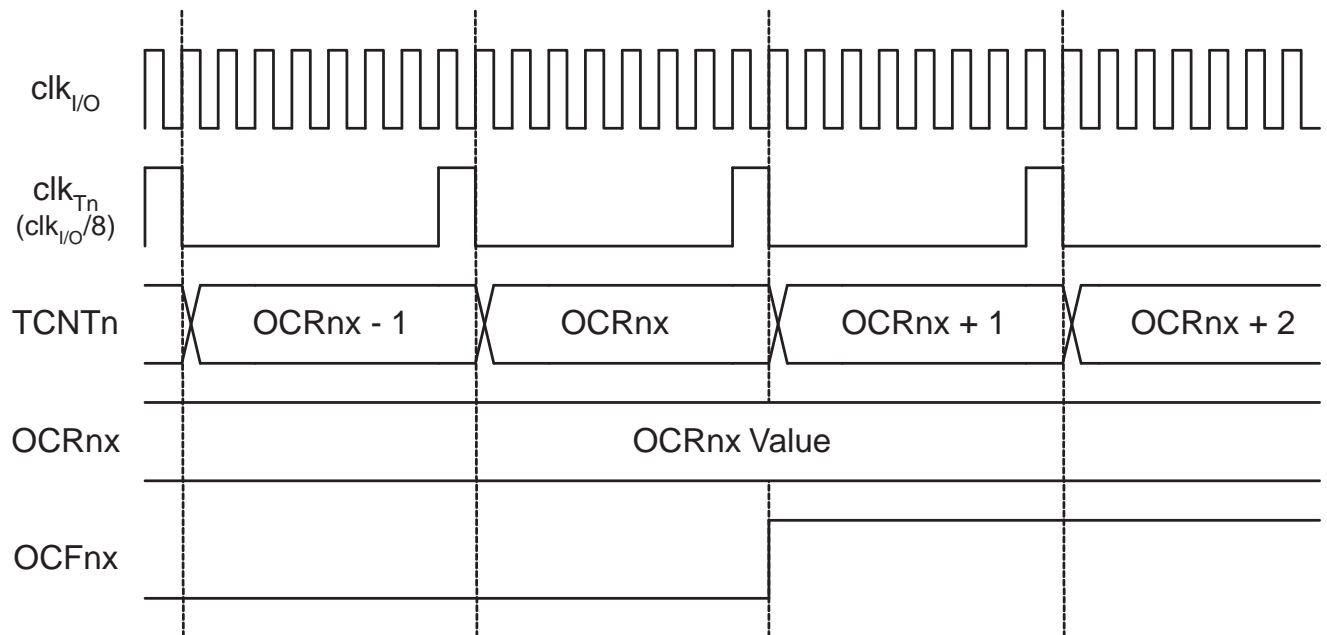 clkI/O
clkTn
(clkI/O/8)
TCNTn
OCRnx - 1
OCRnx
OCRnx + 1
OCRnx + 2
OCRnx
OCRnx Value
OCFnx